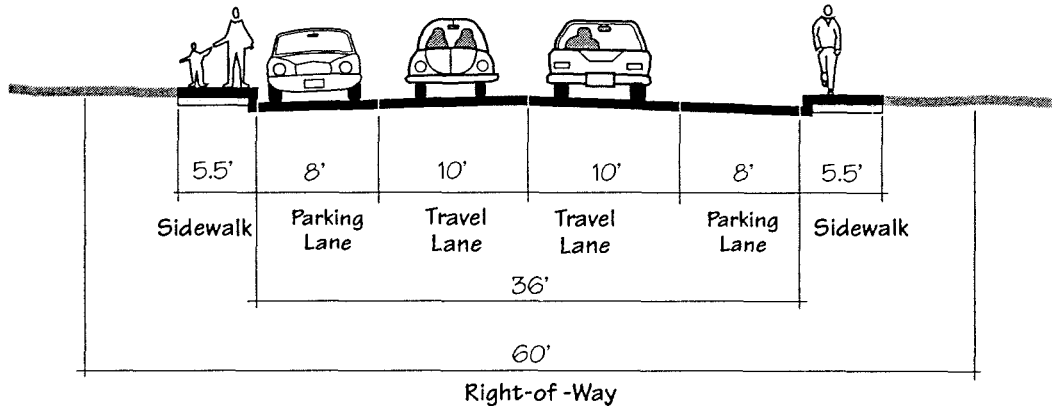 5.5' 8' 10' 10' 8' 5.5'
Sidewalk Parking Travel Travel Parking Sidewalk
Lane Lane Lane Lane
36'
60'
Right-of -Way